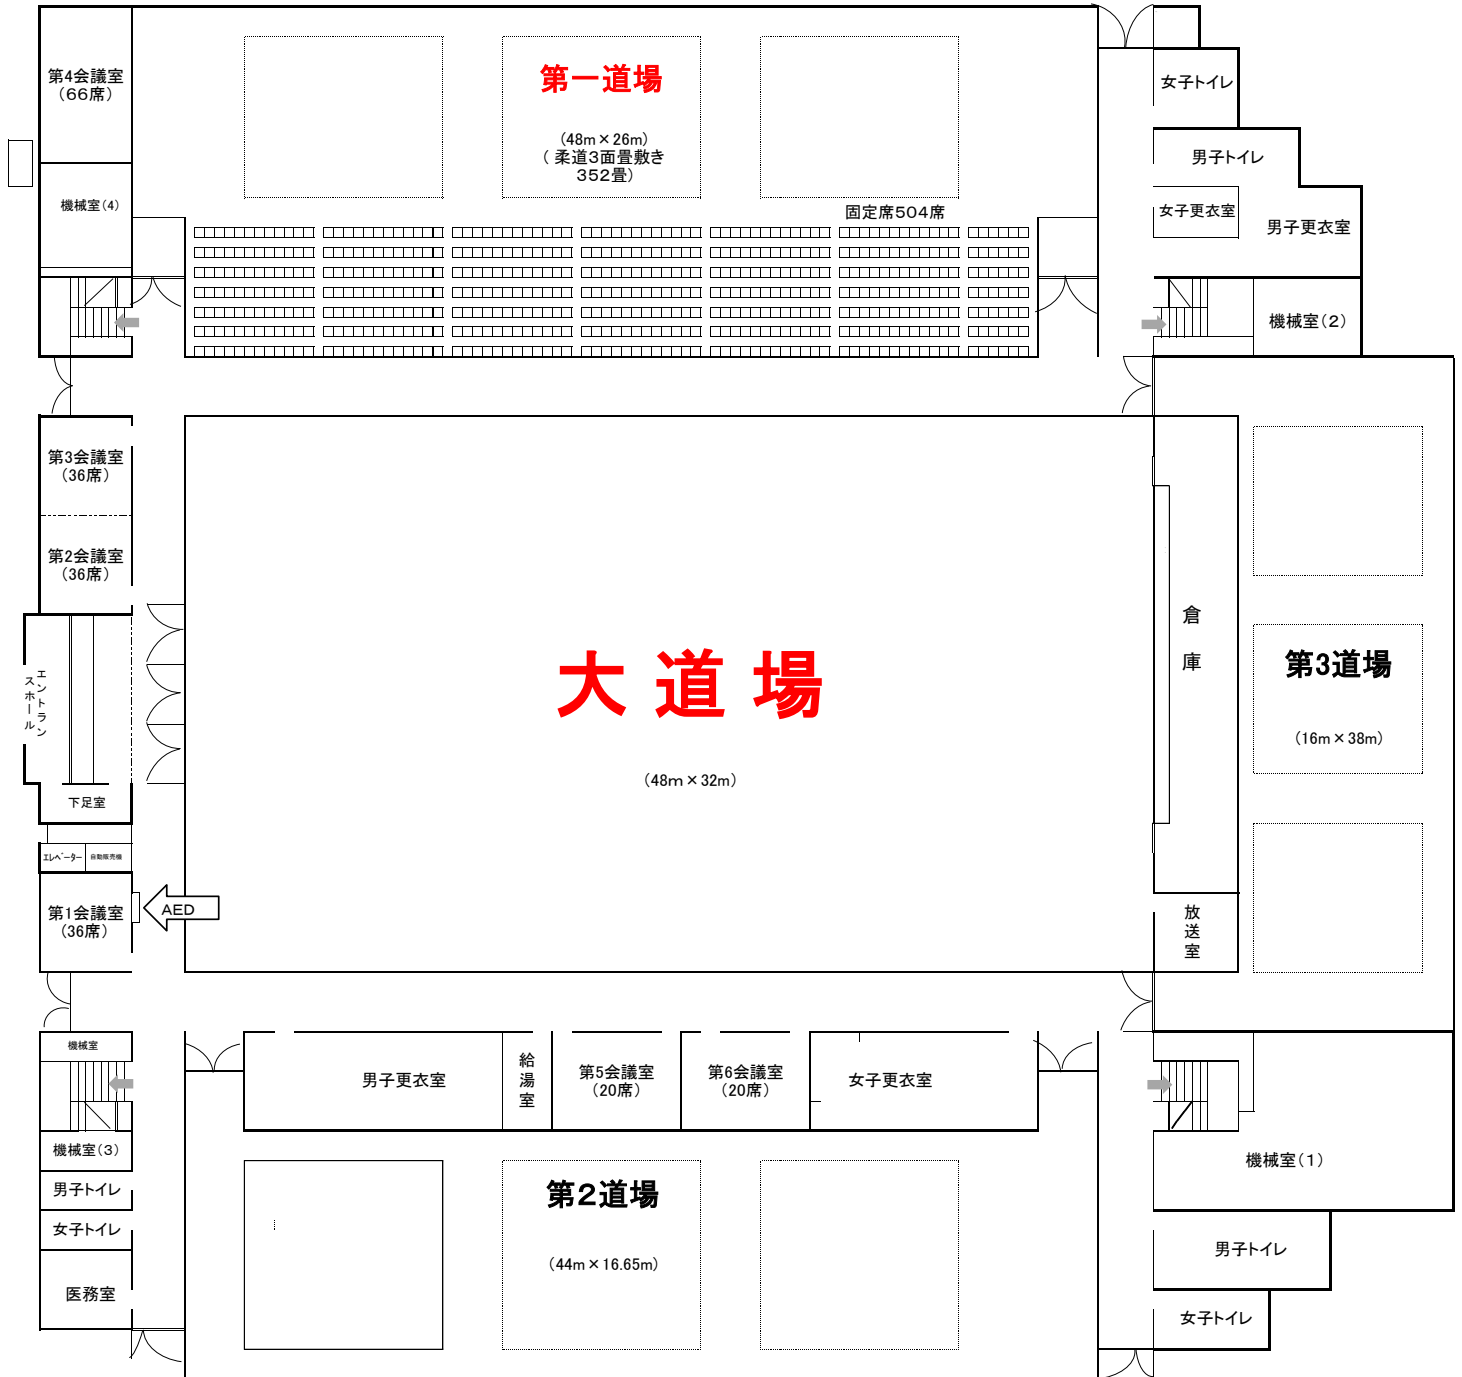 第4会議室
（66席）
第一道場
（48m×26m）
（ 柔道3面畳敷き
352畳）
女子トイレ
男子トイレ
機械室（4）
固定席504席
女子更衣室
男子更衣室
機械室（2）
第3会議室
（36席）
第2会議室
（36席）
エントラン
スホール
大 道 場
（48m×32m）
倉
庫
第3道場
（16m×38m）
下足室
エレベーター
自動販売機
第1会議室
（36席）
AED
放
送
室
機械室
男子更衣室
給
湯
室
第5会議室
（20席）
第6会議室
（20席）
女子更衣室
機械室（3）
機械室（1）
男子トイレ
女子トイレ
第2道場
（44m×16.65m）
男子トイレ
医務室
女子トイレ